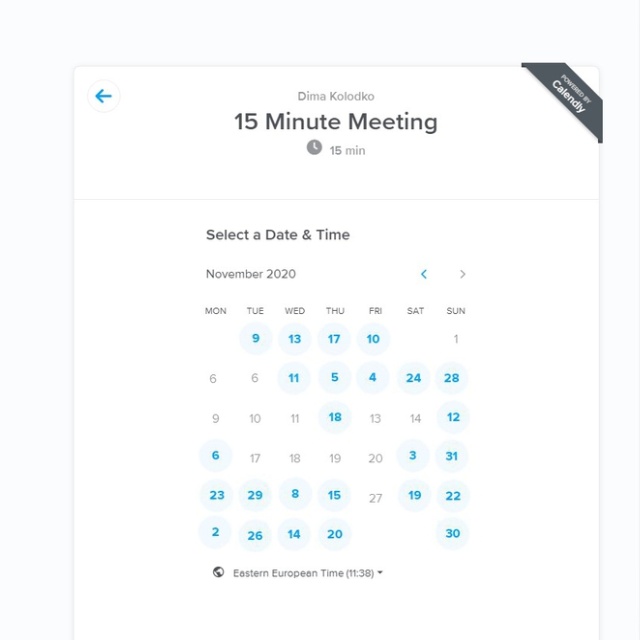 POWERED BY
Calendly
Dima Kolodko
15 Minute Meeting
15 min
Select a Date & Time
November 2020
MON TUE WED THU FRI SAT SUN
9 13 17 10 1
6 6 11 5 4 24 28
9 10 11 18 13 14 12
6 17 18 19 20 3 31
23 29 8 15 27 19 22
2 26 14 20 30
Eastern European Time (11:38)